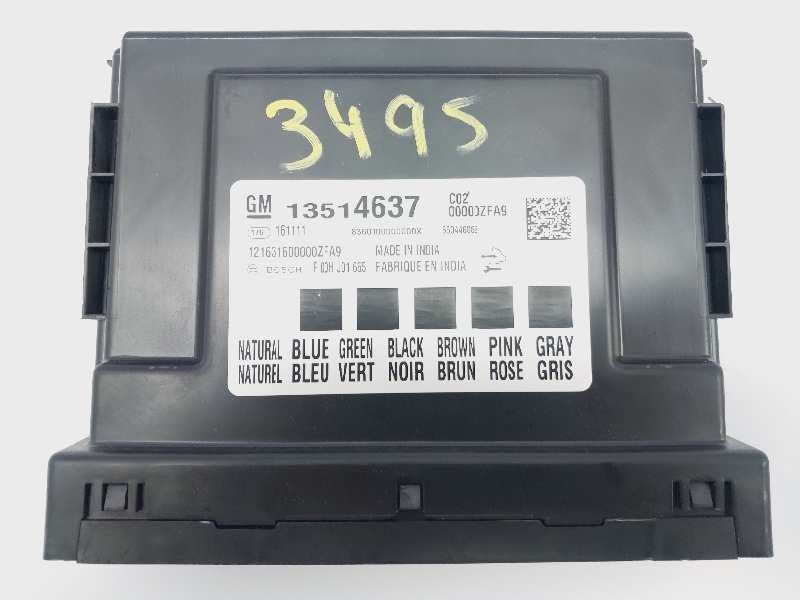 3495
GM 13514637 C02
00000ZFA9
161111
121631600000ZFA9 MADE IN INDIA
BOSCH FABRIQUE EN INDIA
NATURAL BLUE GREEN BLACK BROWN PINK GRAY
NATUREL BLEU VERT NOIR BRUN ROSE GRIS